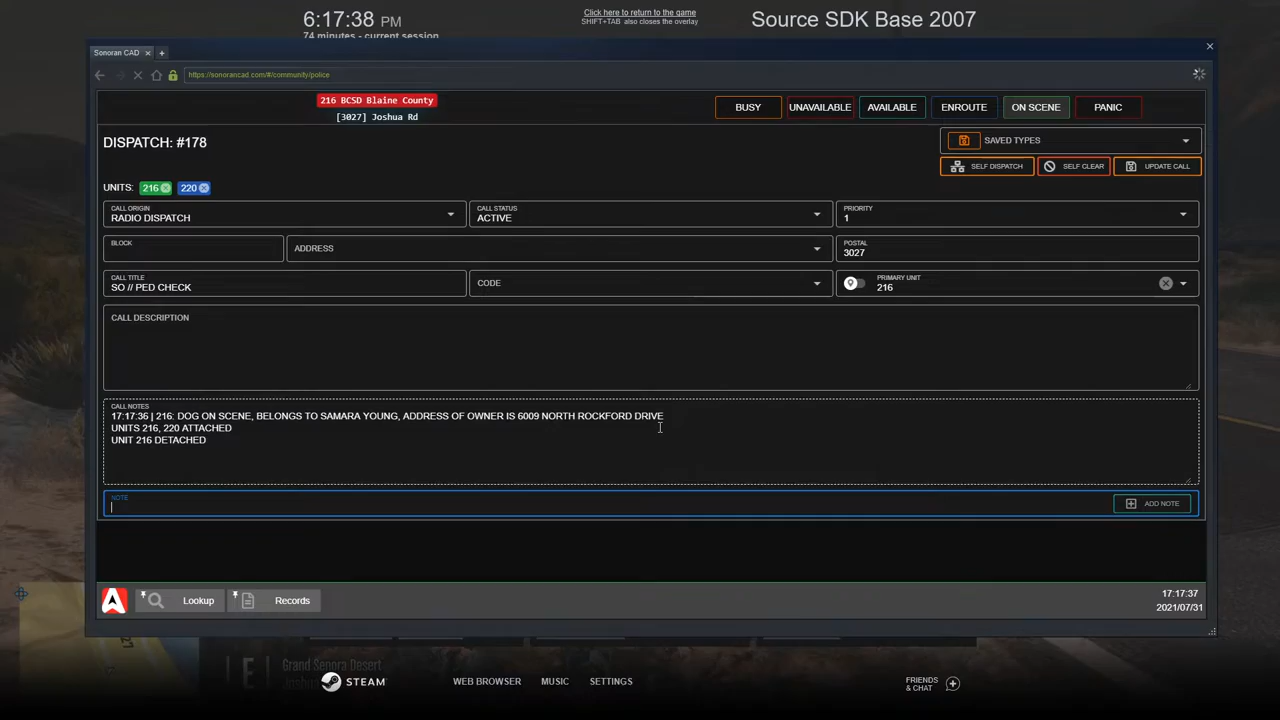 6:17:38 PM
74 minutes - current session
Click here to return to the game
SHIFT+TAB also closes the overlay
Source SDK Base 2007
Sonoran CAD × +
×
https://sonorancad.com/#/community/police
216 BCSD Blaine County
[3027] Joshua Rd
BUSY UNAVAILABLE AVAILABLE ENROUTE ON SCENE PANIC
DISPATCH: #178
SAVED TYPES
SELF DISPATCH SELF CLEAR UPDATE CALL
UNITS: 216 220
CALL ORIGIN
RADIO DISPATCH
CALL STATUS
ACTIVE
PRIORITY
1
BLOCK
ADDRESS
POSTAL
3027
CALL TITLE
SO // PED CHECK
CODE
PRIMARY UNIT
216
CALL DESCRIPTION
CALL NOTES
17:17:36 | 216: DOG ON SCENE, BELONGS TO SAMARA YOUNG, ADDRESS OF OWNER IS 6009 NORTH ROCKFORD DRIVE
UNITS 216, 220 ATTACHED
UNIT 216 DETACHED
NOTE
ADD NOTE
Lookup Records
17:17:37
2021/07/31
E
Grand Senora Desert
Joshua
STEAM
WEB BROWSER MUSIC SETTINGS
FRIENDS
& CHAT